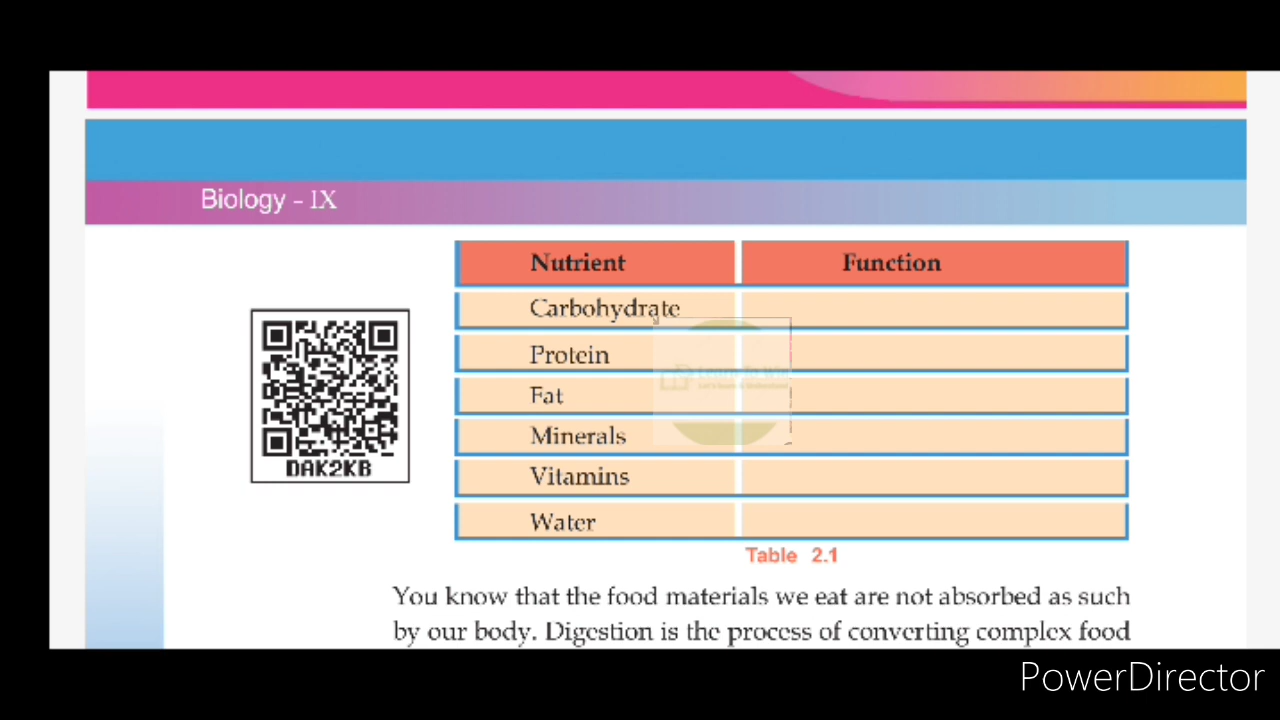 Biology - IX
Nutrient Function
Carbohydrate
Protein
Fat
Minerals
Vitamins
Water
DAK2KB
Table 2.1
You know that the food materials we eat are not absorbed as such
by our body. Digestion is the process of converting complex food
PowerDirector